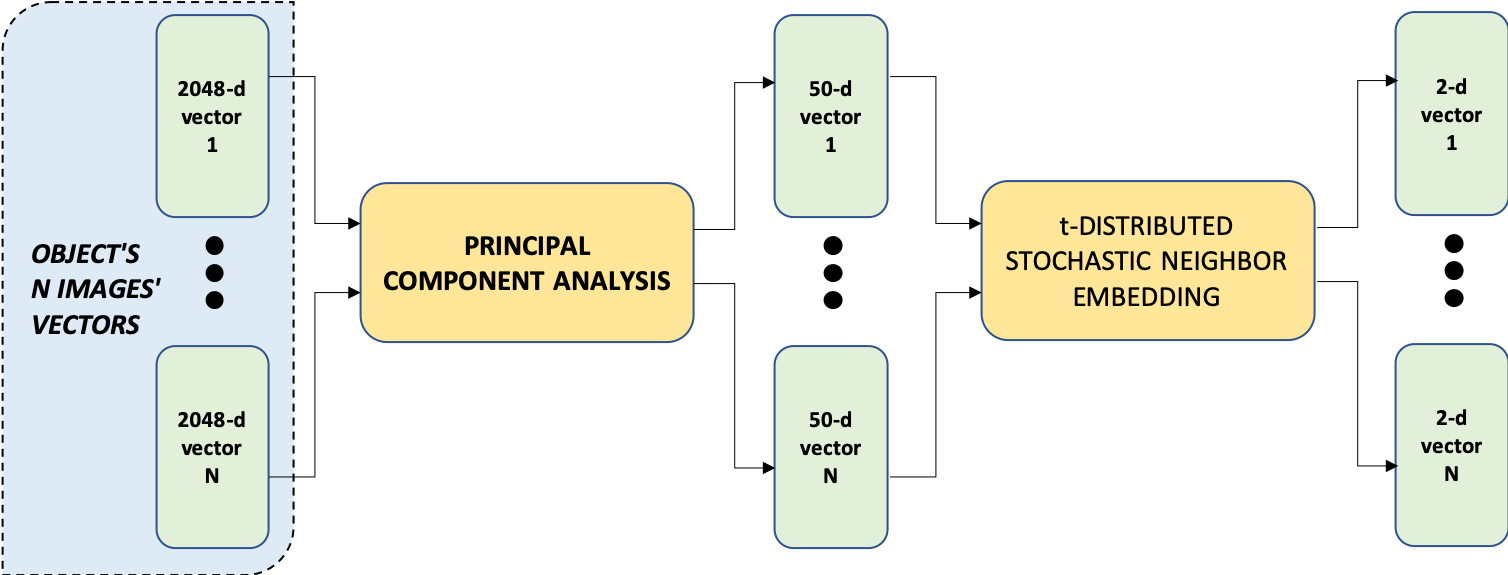 OBJECT'S
N IMAGES'
VECTORS
2048-d
vector
1
2048-d
vector
N
PRINCIPAL
COMPONENT ANALYSIS
50-d
vector
1
50-d
vector
N
t-DISTRIBUTED
STOCHASTIC NEIGHBOR
EMBEDDING
2-d
vector
1
2-d
vector
N